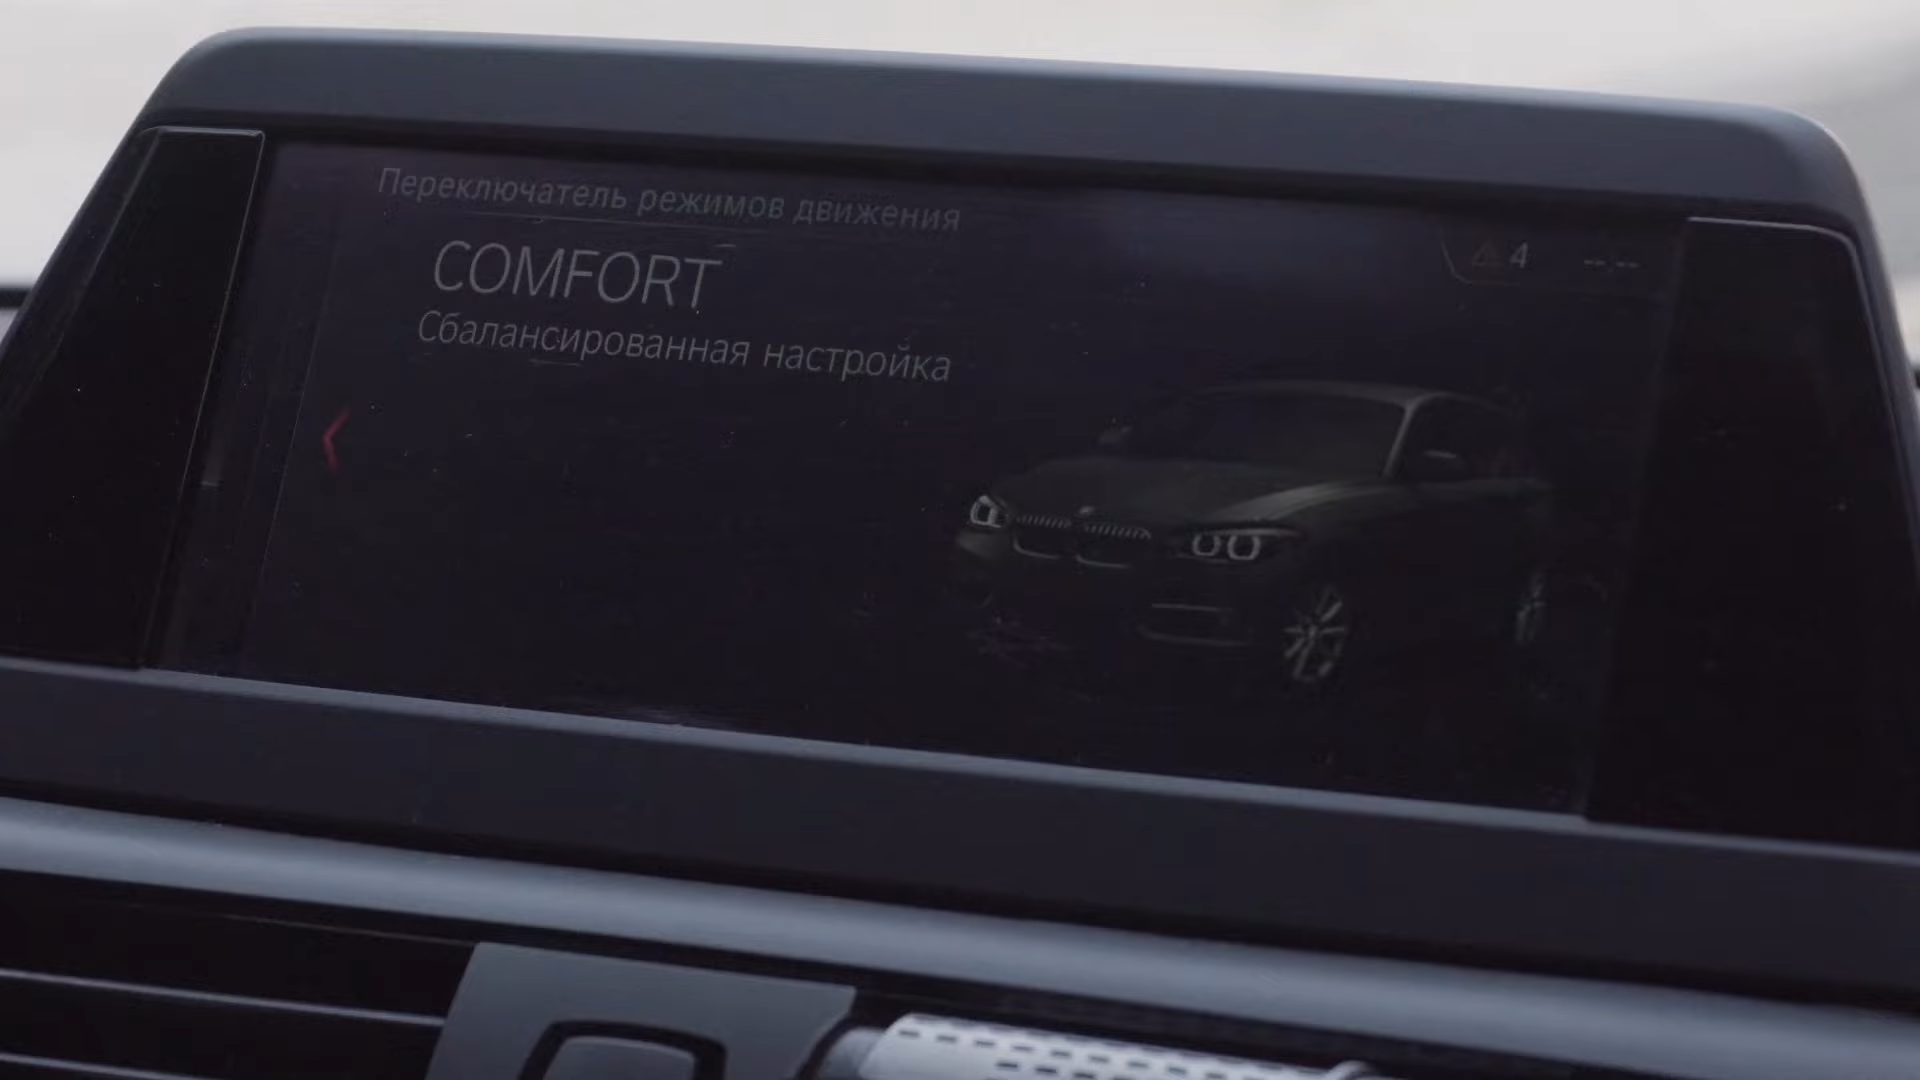 Переключатель режимов движения
COMFORT
Сбалансированная настройка
4 --:--